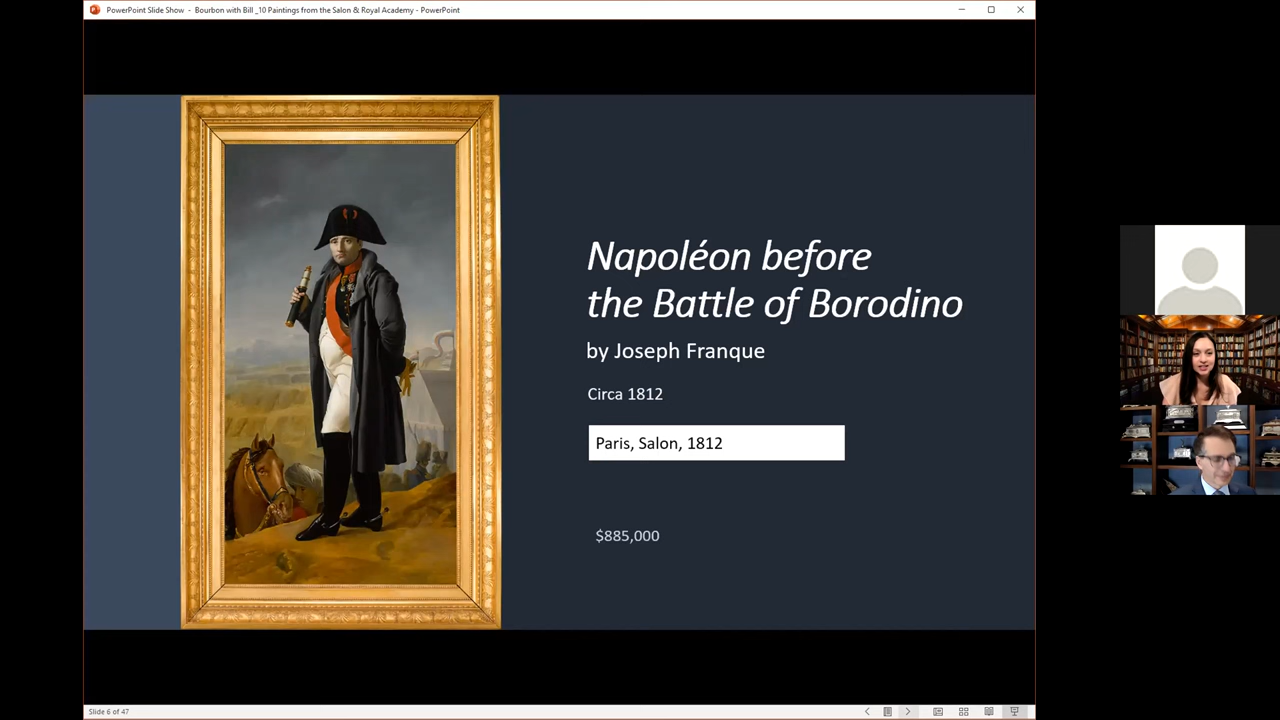 PowerPoint Slide Show - Bourbon with Bill _10 Paintings from the Salon & Royal Academy - PowerPoint
Napoléon before
the Battle of Borodino
by Joseph Franque
Circa 1812
Paris, Salon, 1812
$885,000
Slide 6 of 47